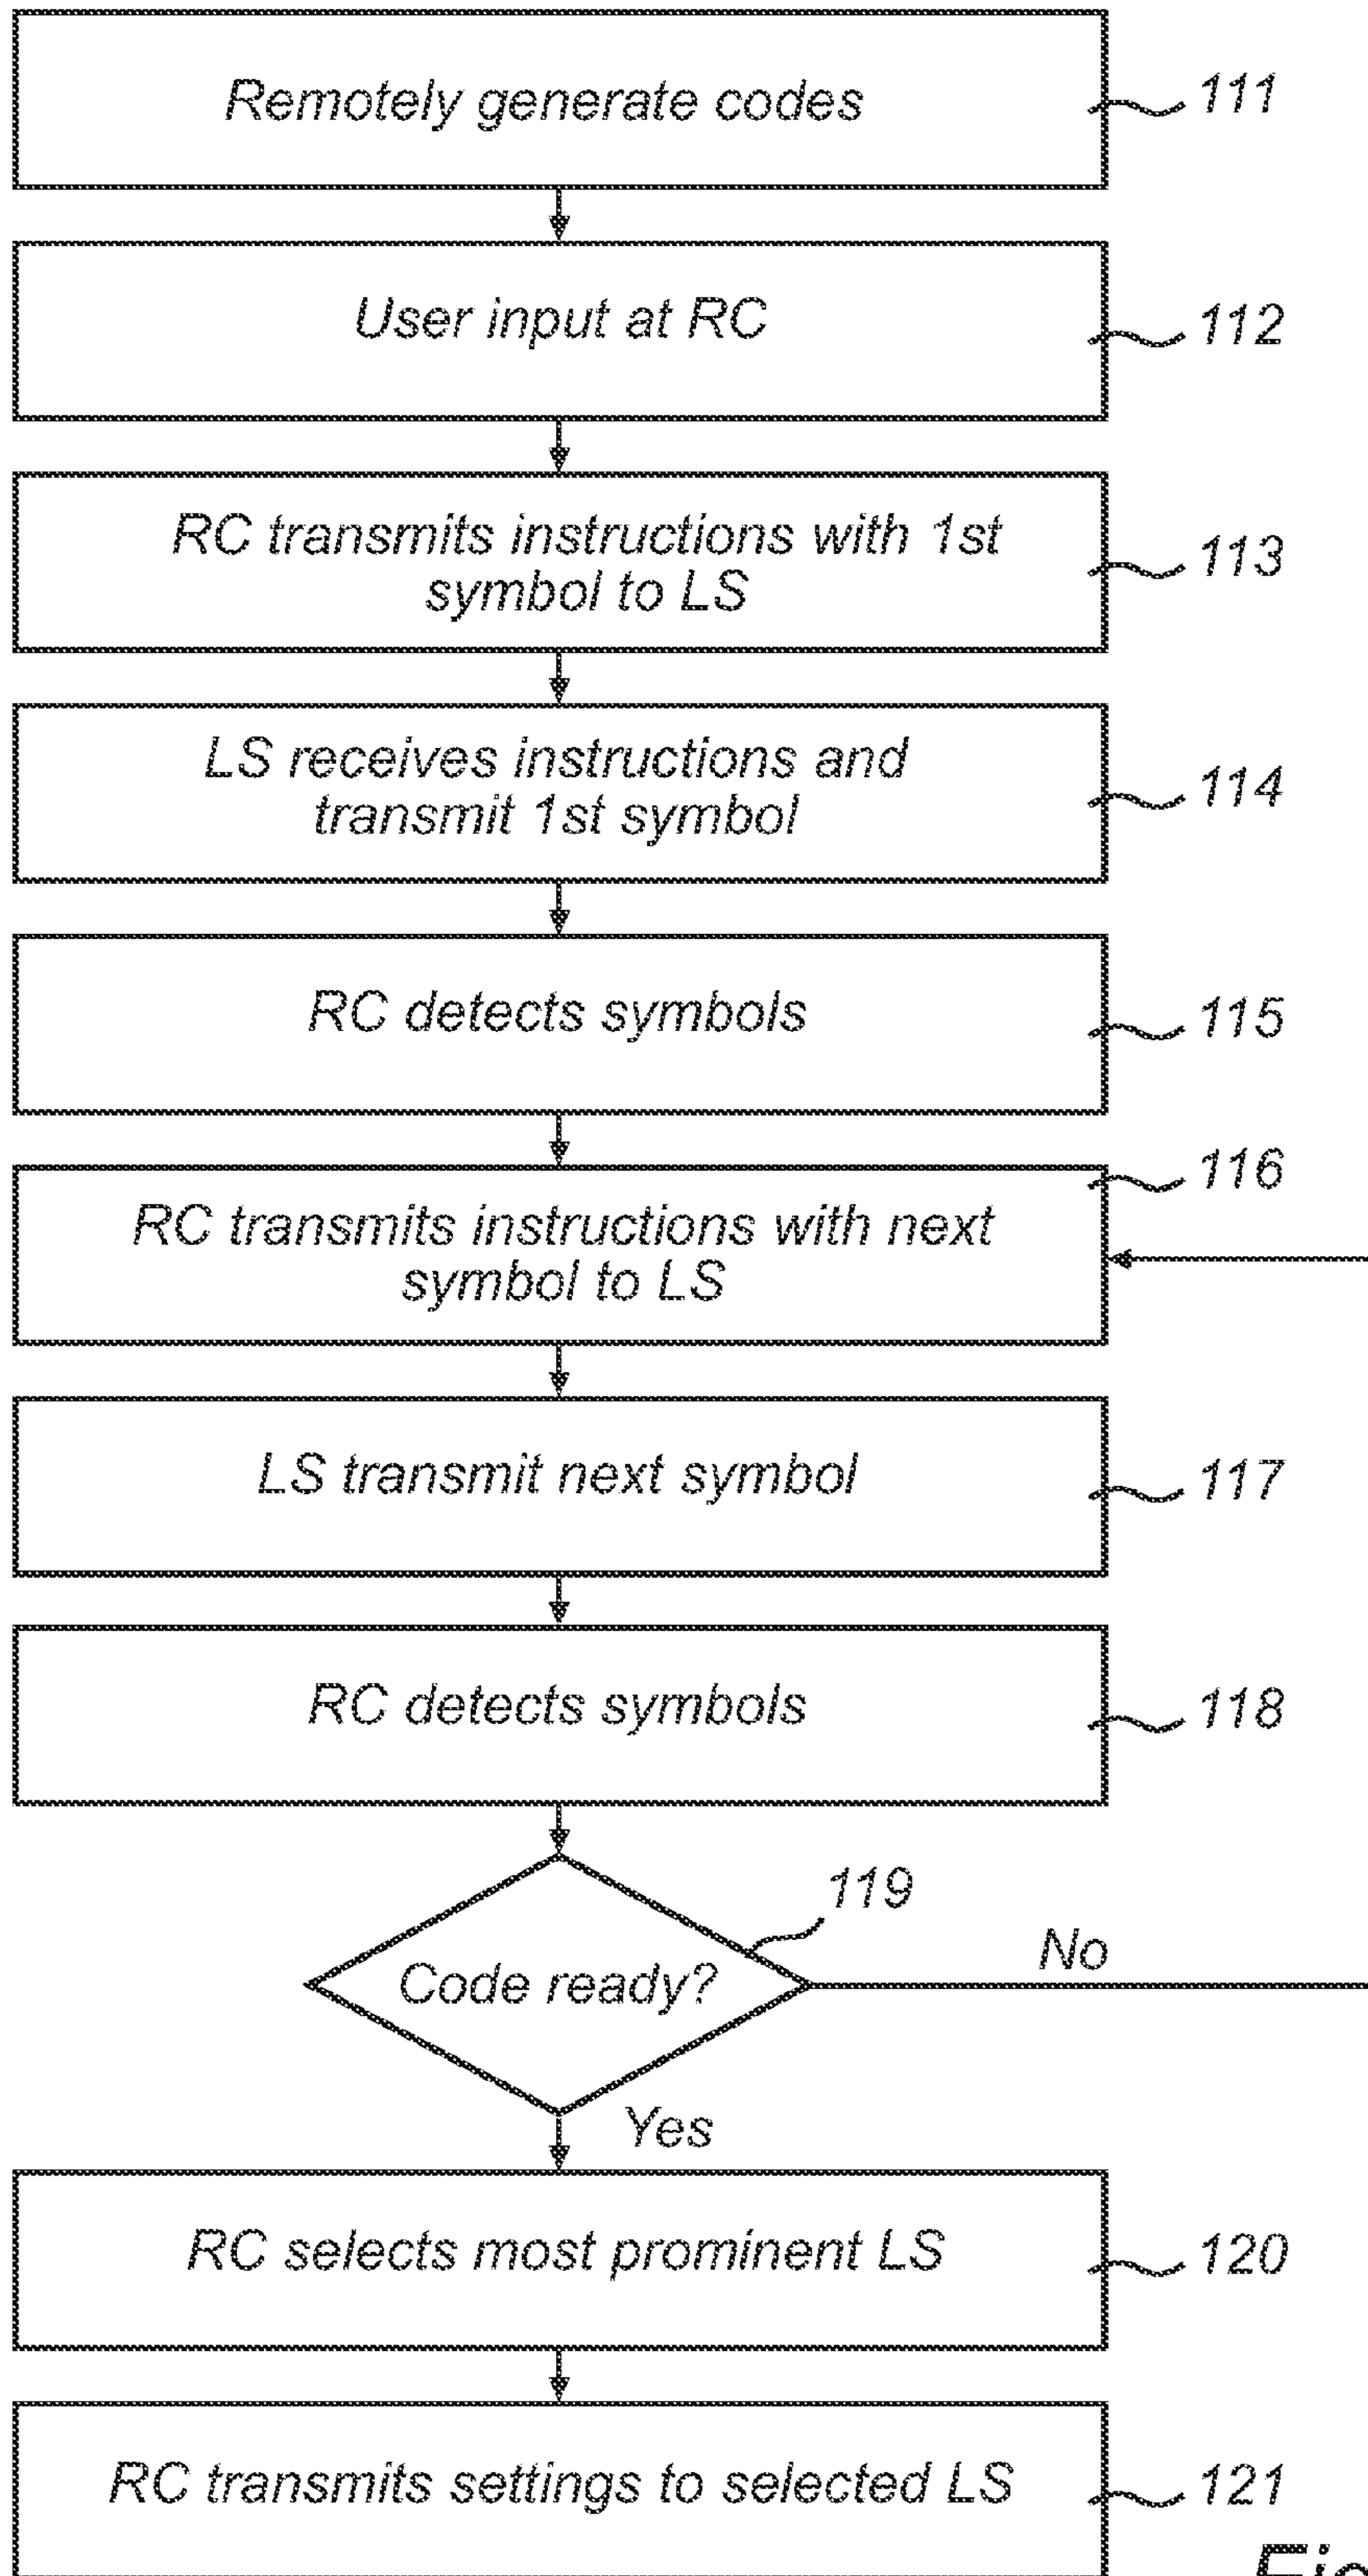 Remotely generate codes
111
User input at RC
112
RC transmits instructions with 1st
symbol to LS
113
LS receives instructions and
transmit 1st symbol
114
RC detects symbols
115
116
RC transmits instructions with next
symbol to LS
LS transmit next symbol
117
RC detects symbols
118
119
Code ready?
No
Yes
RC selects most prominent LS
120
RC transmits settings to selected LS
121